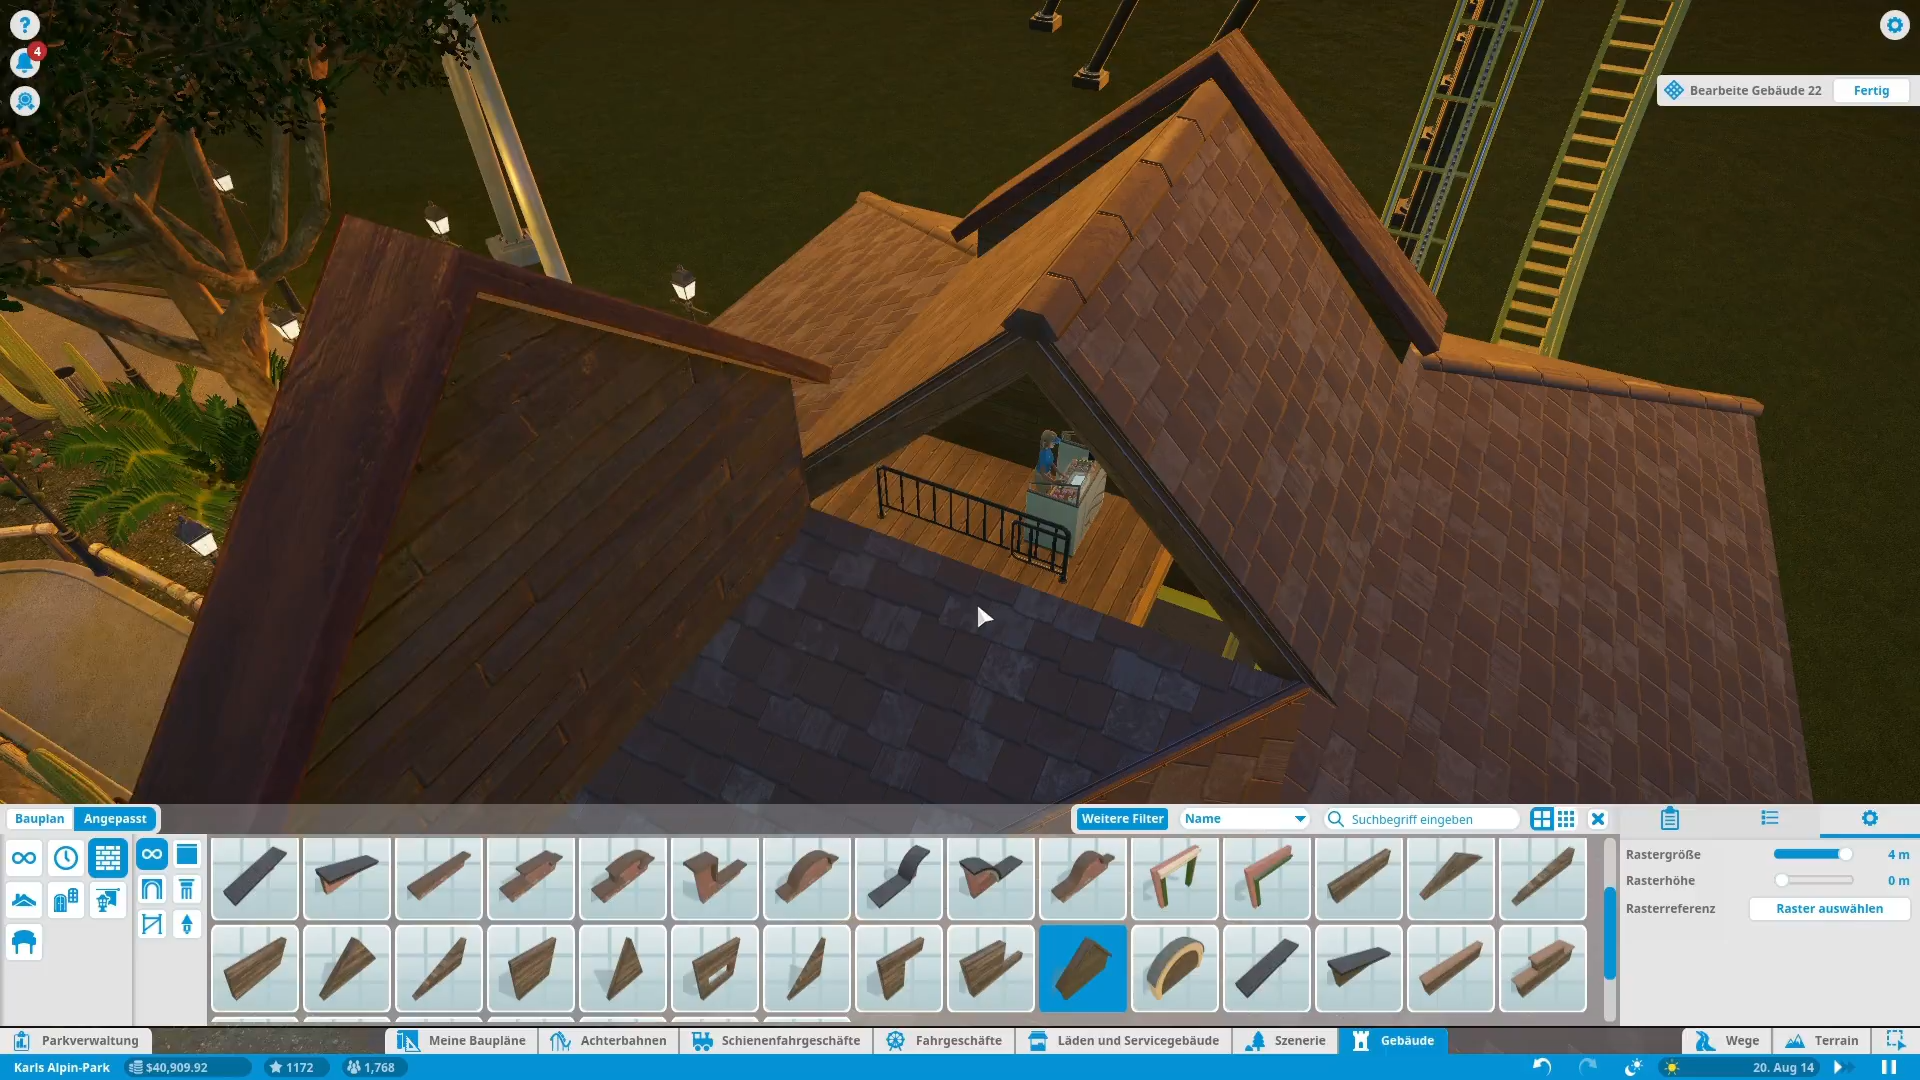 ?
4
Bearbeite Gebäude 22
Fertig
Bauplan
Angepasst
Weitere Filter
Name
Suchbegriff eingeben
Rastergröße
4 m
Rasterhöhe
0 m
Rasterreferenz
Raster auswählen
Parkverwaltung
Meine Baupläne
Achterbahnen
Schienenfahrgeschäfte
Fahrgeschäfte
Läden und Servicegebäude
Szenerie
Gebäude
Wege
Terrain
Karls Alpin-Park
$40,909.92
1172
1,768
20. Aug 14